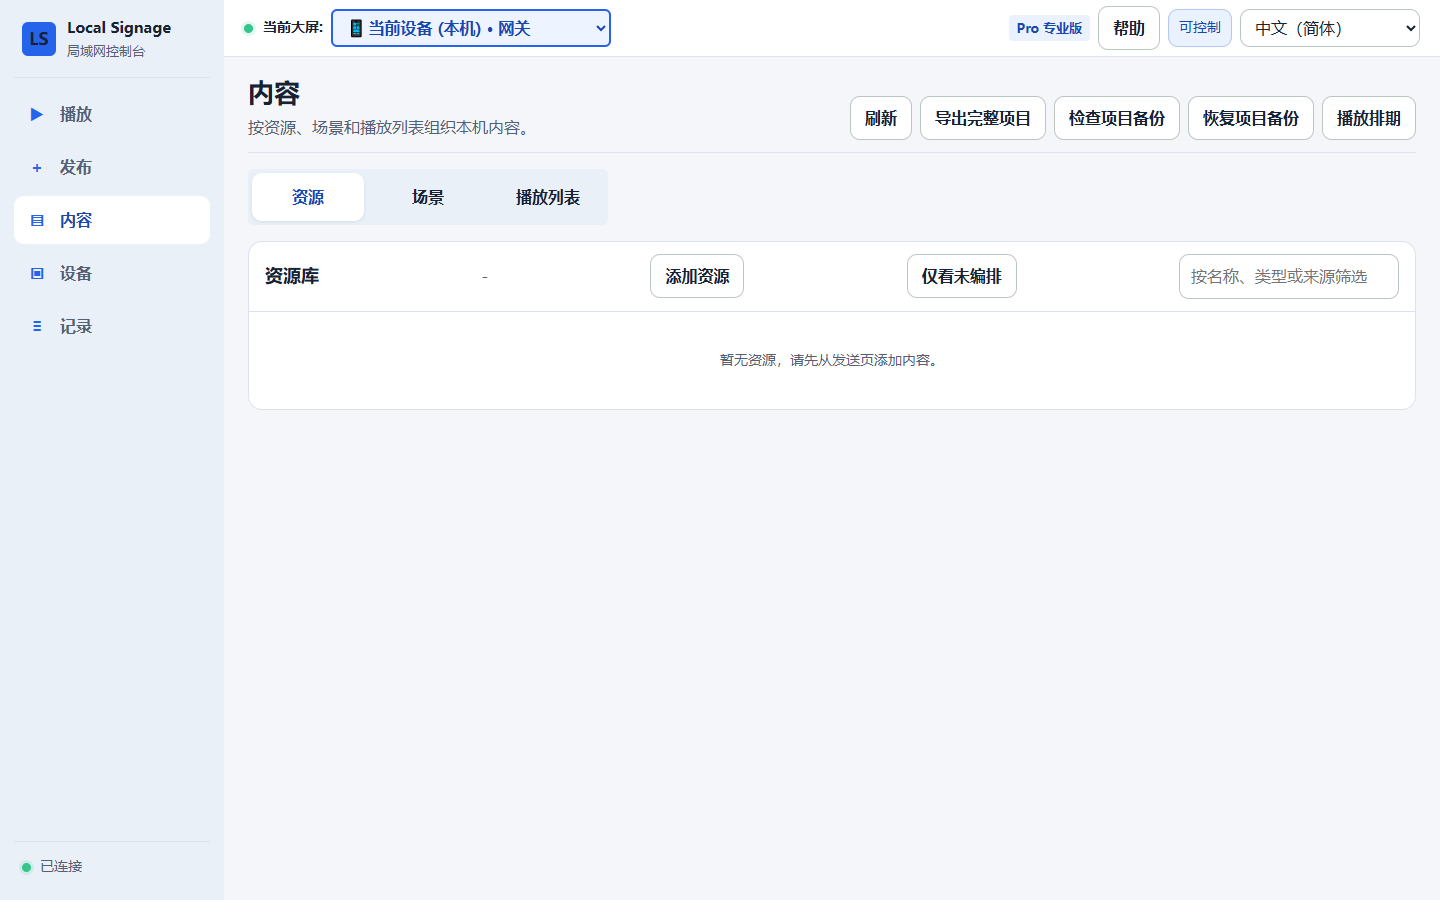 LS
Local Signage
局域网控制台
播放
发布
内容
设备
记录
已连接
当前大屏:
当前设备 (本机) • 网关
Pro 专业版
帮助
可控制
中文（简体）
内容
按资源、场景和播放列表组织本机内容。
刷新
导出完整项目
检查项目备份
恢复项目备份
播放排期
资源
场景
播放列表
资源库
-
添加资源
仅看未编排
按名称、类型或来源筛选
暂无资源，请先从发送页添加内容。